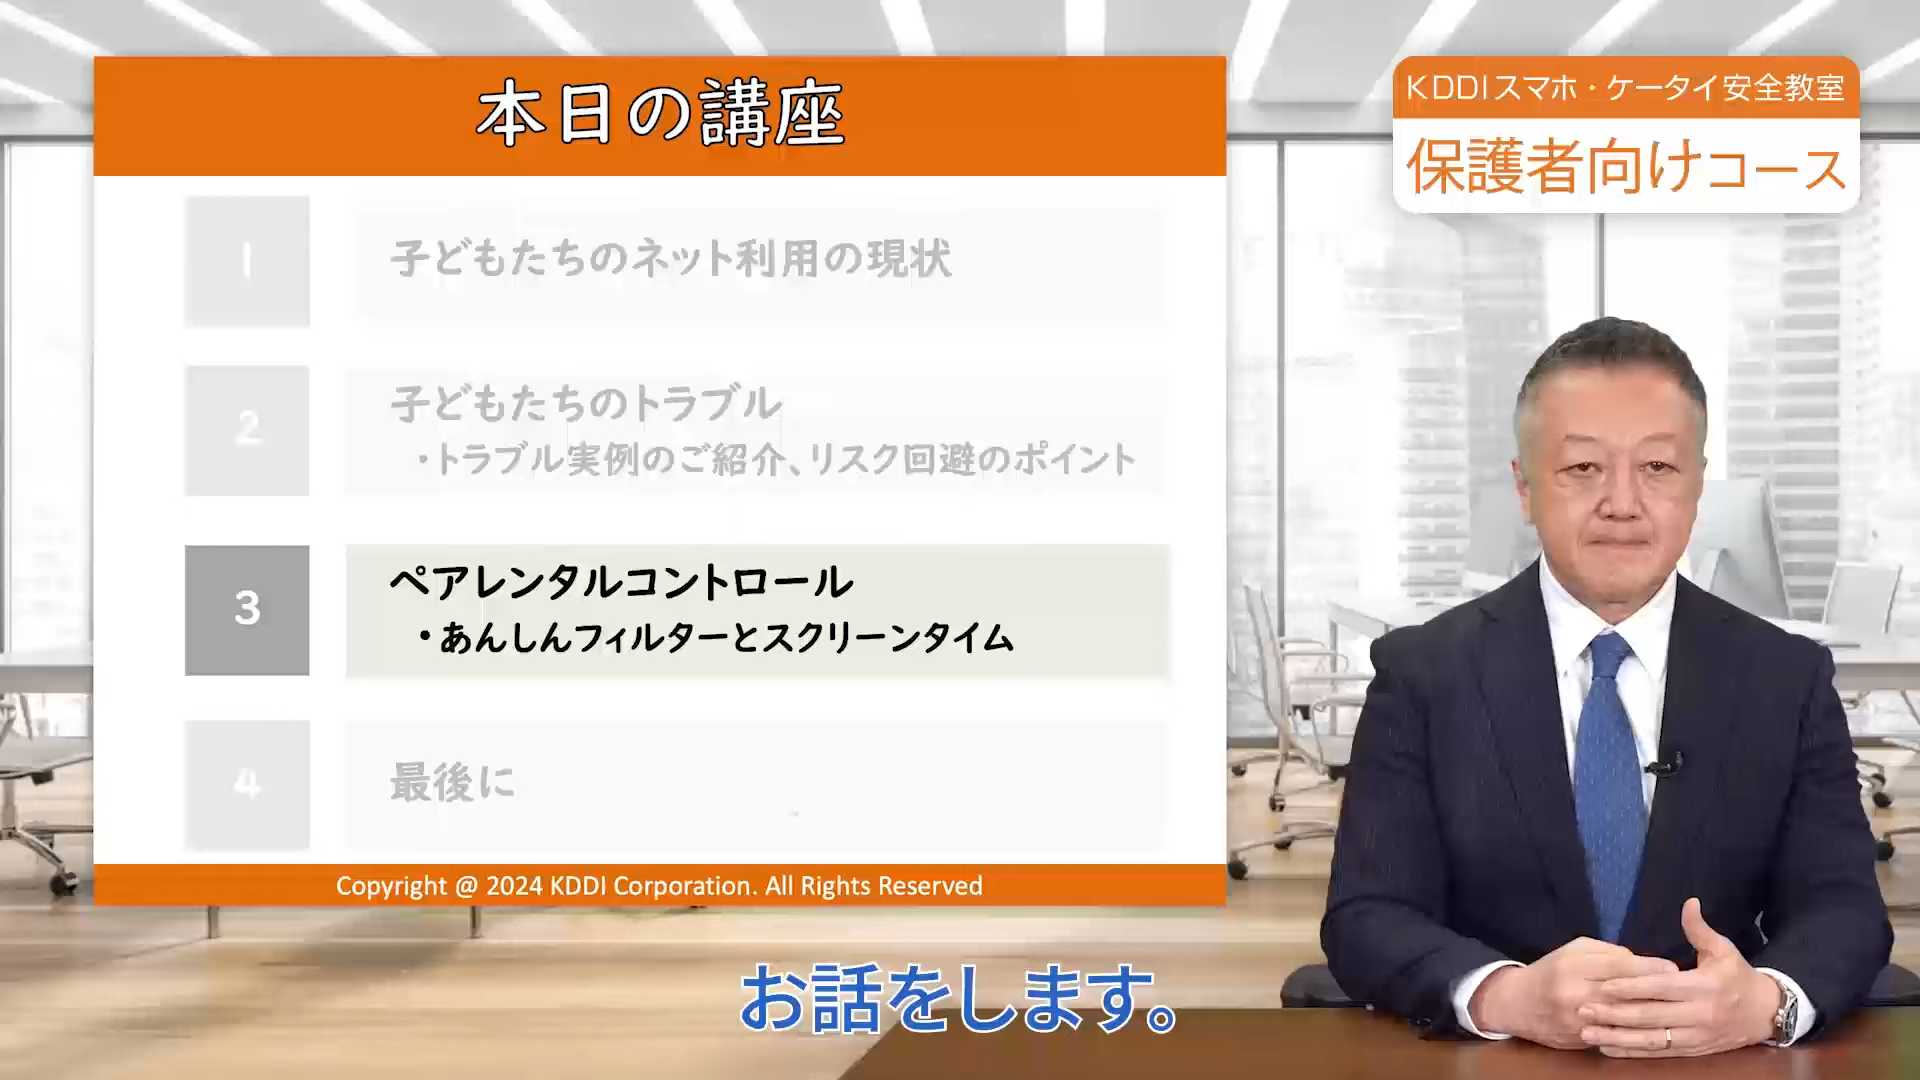 本日の講座
KDDIスマホ・ケータイ安全教室
保護者向けコース
1
子どもたちのネット利用の現状
2
子どもたちのトラブル
・トラブル実例のご紹介、リスク回避のポイント
3
ペアレンタルコントロール
・あんしんフィルターとスクリーンタイム
4
最後に
Copyright @ 2024 KDDI Corporation. All Rights Reserved
お話をします。